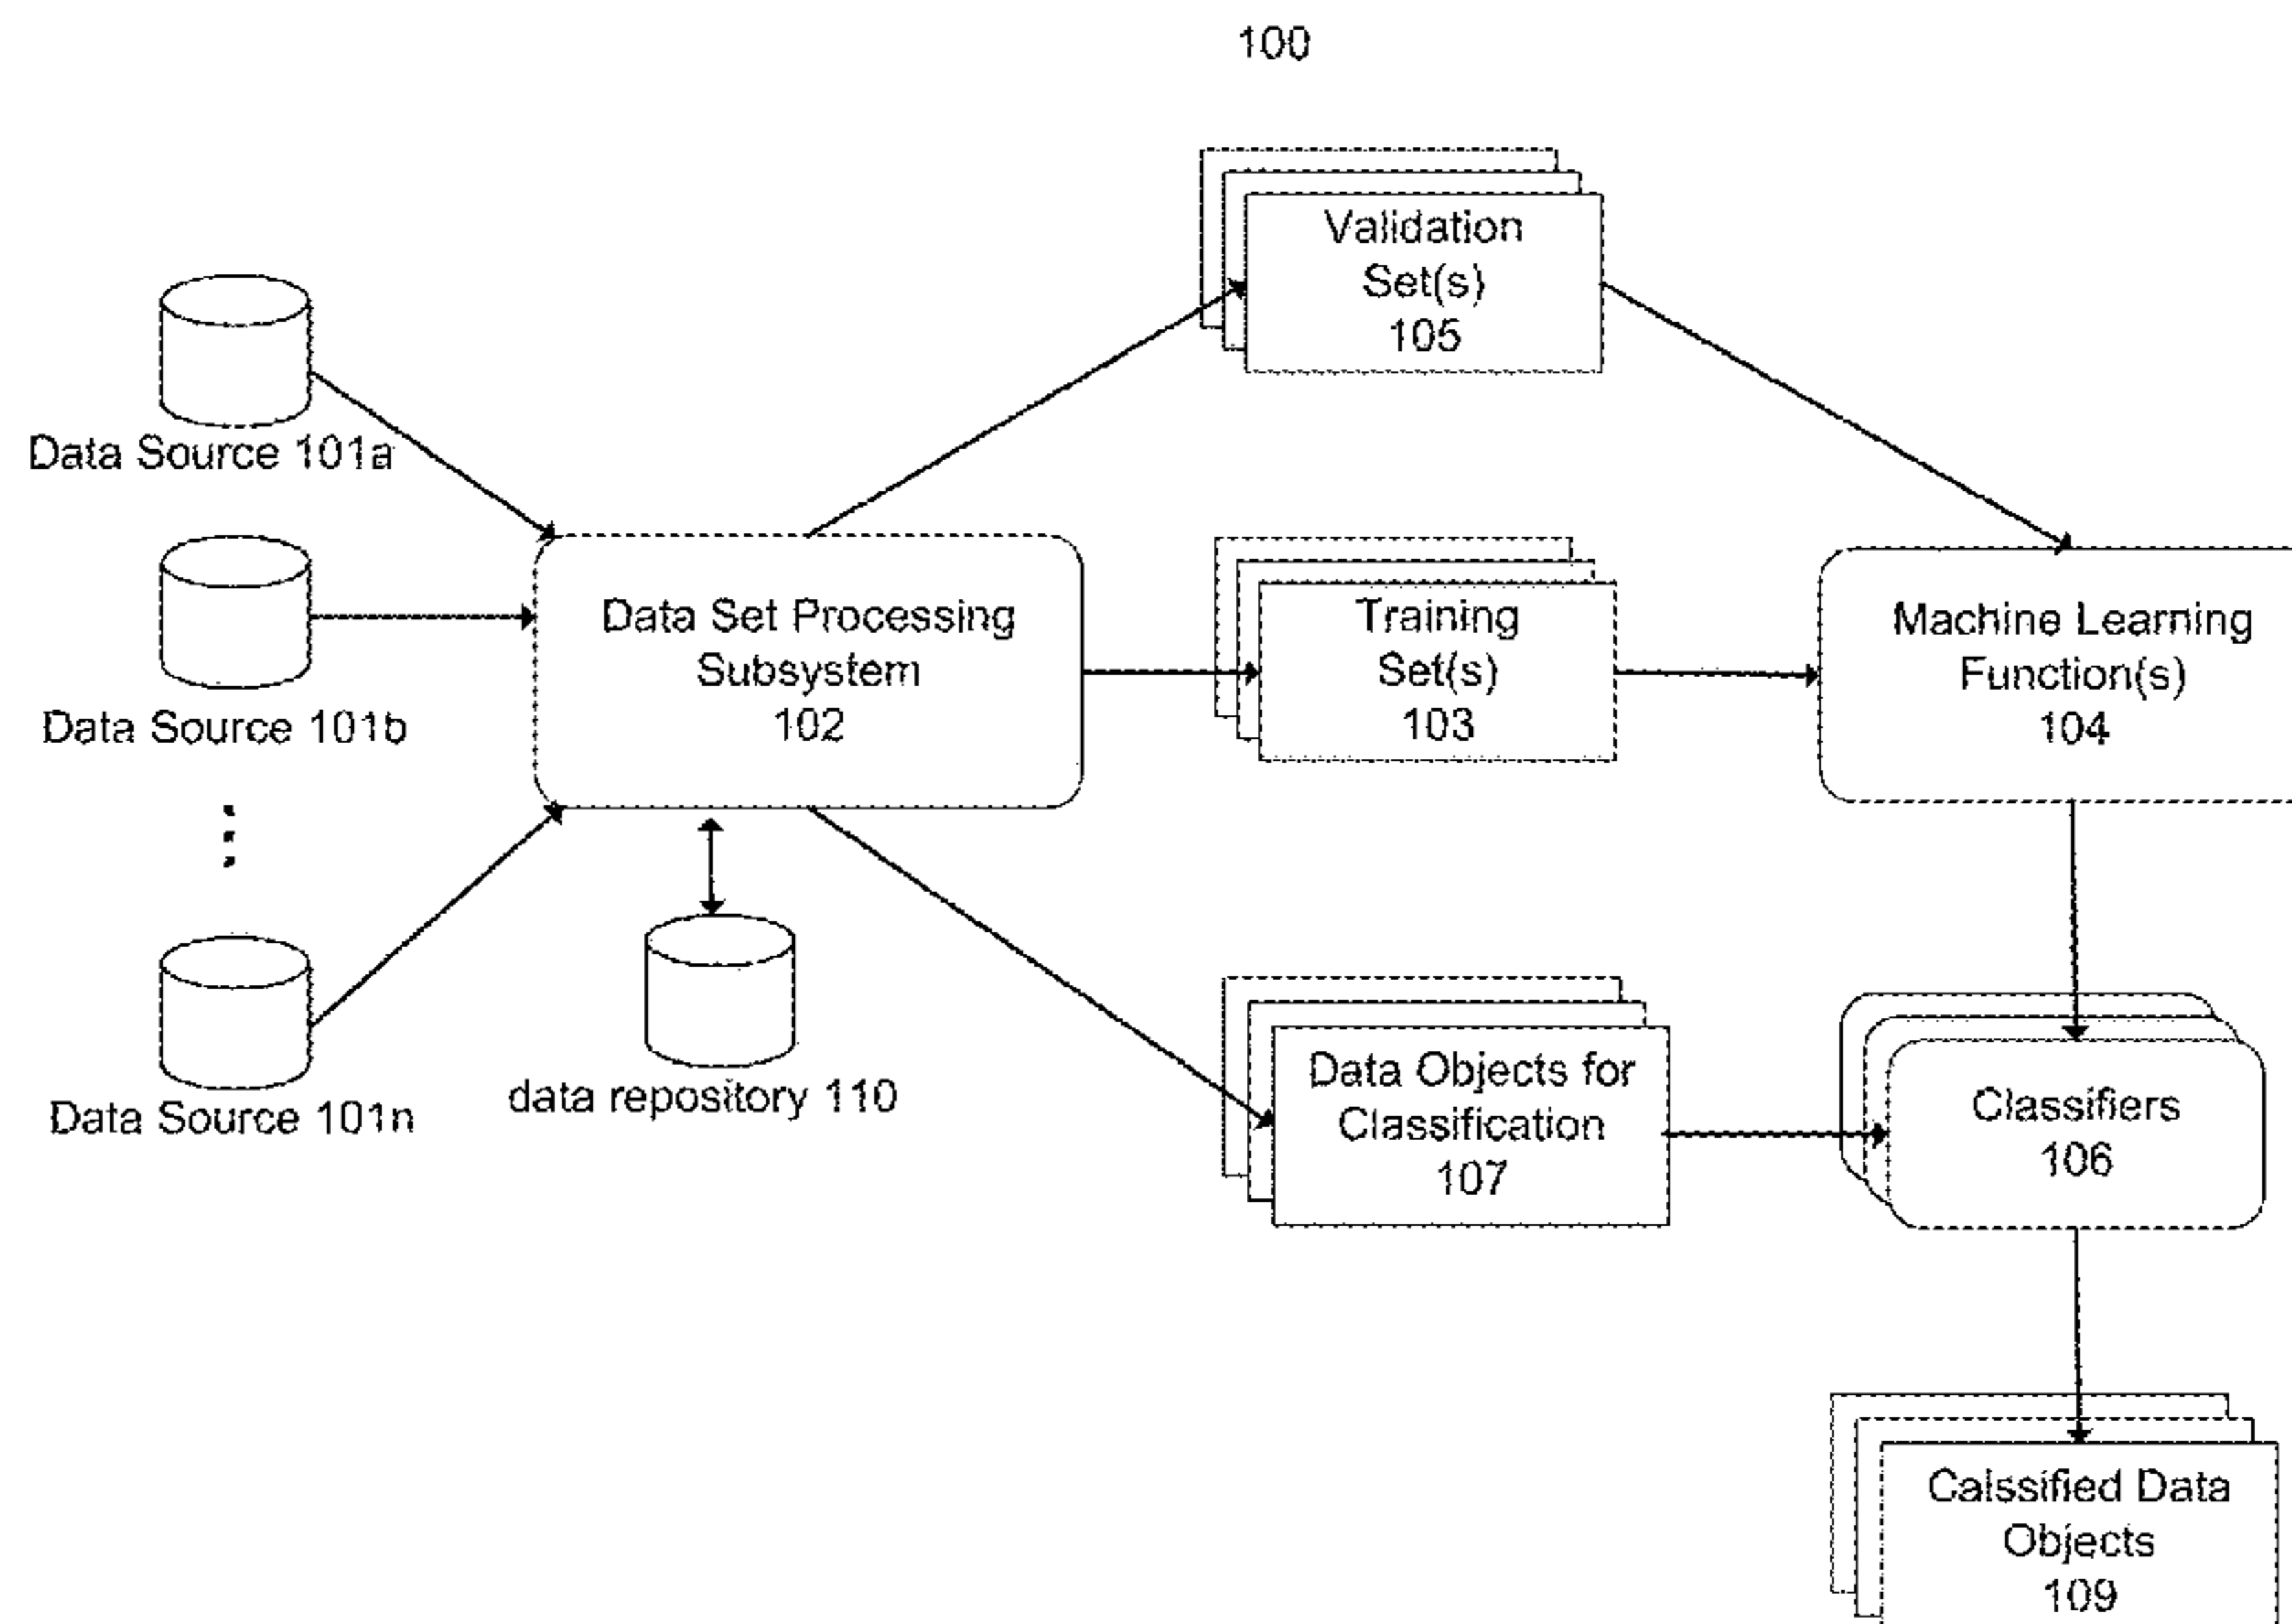 100
Validation
Set(s)
105
Data Source 101a
Data Source 101b
Data Source 101n
Data Set Processing
Subsystem
102
data repository 110
Training
Set(s)
103
Machine Learning
Function(s)
104
Data Objects for
Classification
107
Classifiers
106
Calssified Data
Objects
109